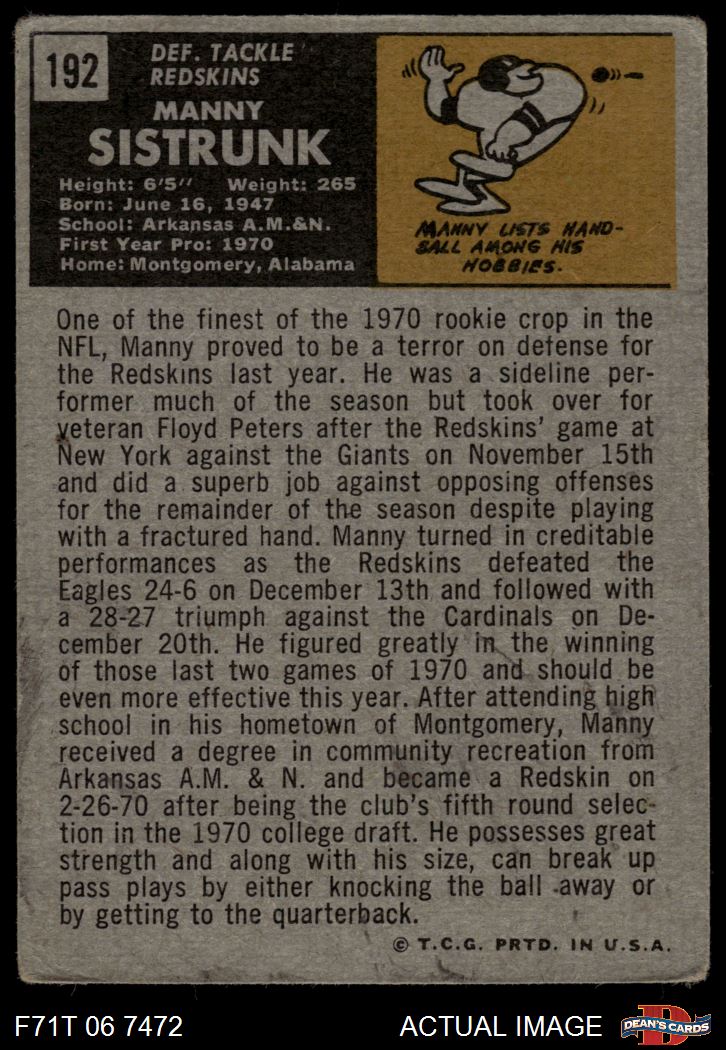 192
DEF. TACKLE
REDSKINS
MANNY
SISTRUNK
Height: 6'5" Weight: 265
Born: June 16, 1947
School: Arkansas A.M.&N.
First Year Pro: 1970
Home: Montgomery, Alabama
MANNY LISTS HAND-
BALL AMONG HIS
HOBBIES.
One of the finest of the 1970 rookie crop in the
NFL, Manny proved to be a terror on defense for
the Redskins last year. He was a sideline per-
former much of the season but took over for
veteran Floyd Peters after the Redskins' game at
New York against the Giants on November 15th
and did a superb job against opposing offenses
for the remainder of the season despite playing
with a fractured hand. Manny turned in creditable
performances as the Redskins defeated the
Eagles 24-6 on December 13th and followed with
a 28-27 triumph against the Cardinals on De-
cember 20th. He figured greatly in the winning
of those last two games of 1970 and should be
even more effective this year. After attending high
school in his hometown of Montgomery, Manny
received a degree in community recreation from
Arkansas A.M. & N. and became a Redskin on
2-26-70 after being the club's fifth round selec-
tion in the 1970 college draft. He possesses great
strength and along with his size, can break up
pass plays by either knocking the ball away or
by getting to the quarterback.
© T.C.G. PRTD. IN U.S.A.
F71T 06 7472
ACTUAL IMAGE
D
DEAN'S CARDS